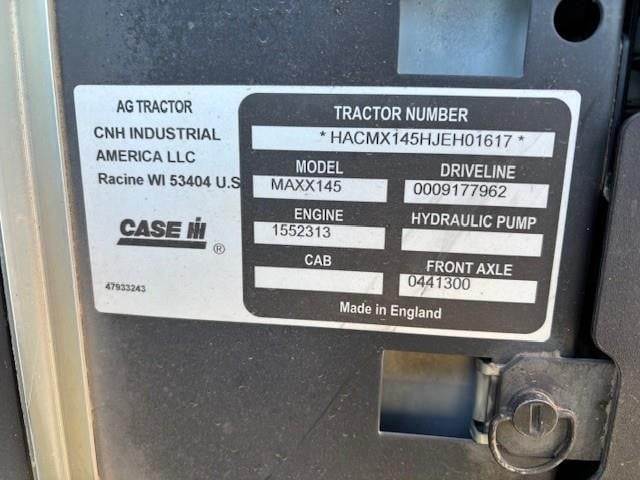 AG TRACTOR
CNH INDUSTRIAL
AMERICA LLC
Racine WI 53404 U.S
CASE IH ®
47933243
TRACTOR NUMBER
* HACMX145HJEH01617 *
MODEL DRIVELINE
MAXX145 0009177962
ENGINE HYDRAULIC PUMP
1552313
CAB FRONT AXLE
0441300
Made in England